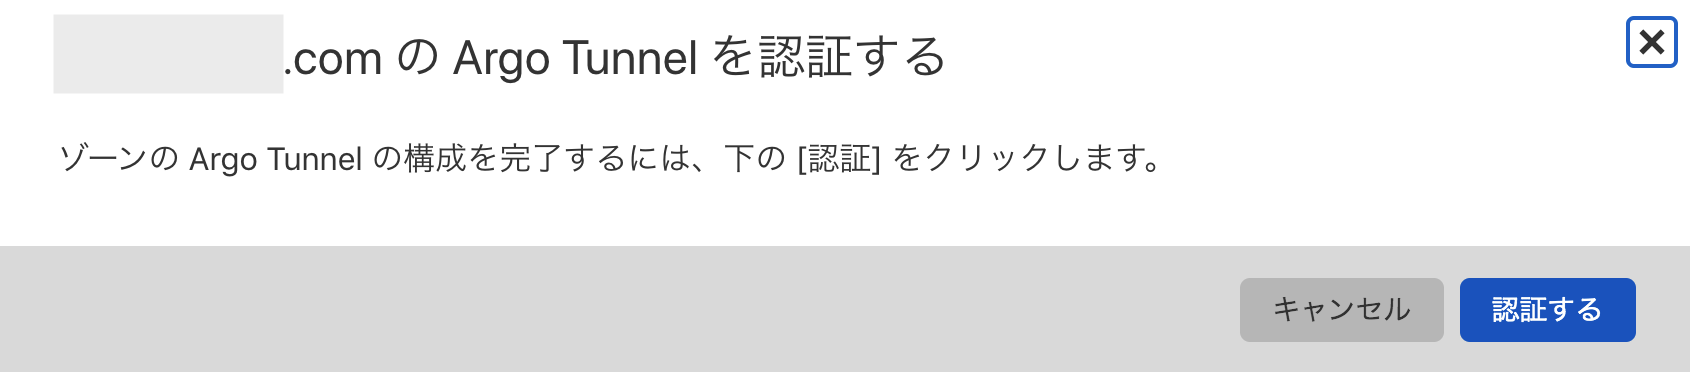 .com の Argo Tunnel を認証する
ゾーンの Argo Tunnel の構成を完了するには、下の [認証] をクリックします。
キャンセル
認証する